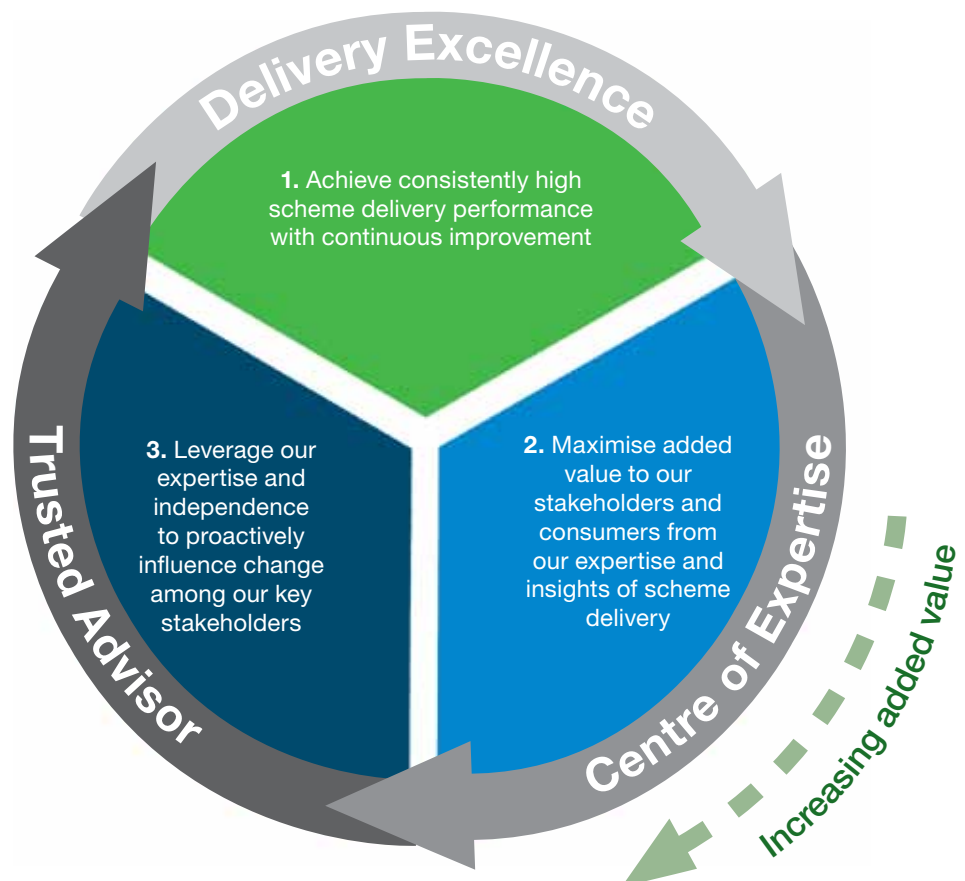 Delivery Excellence
1. Achieve consistently high
scheme delivery performance
with continuous improvement
2. Maximise added
value to our
stakeholders and
consumers from
our expertise and
insights of scheme
delivery
Centre of Expertise
3. Leverage our
expertise and
independence
to proactively
influence change
among our key
stakeholders
Trusted Advisor
Increasing added value